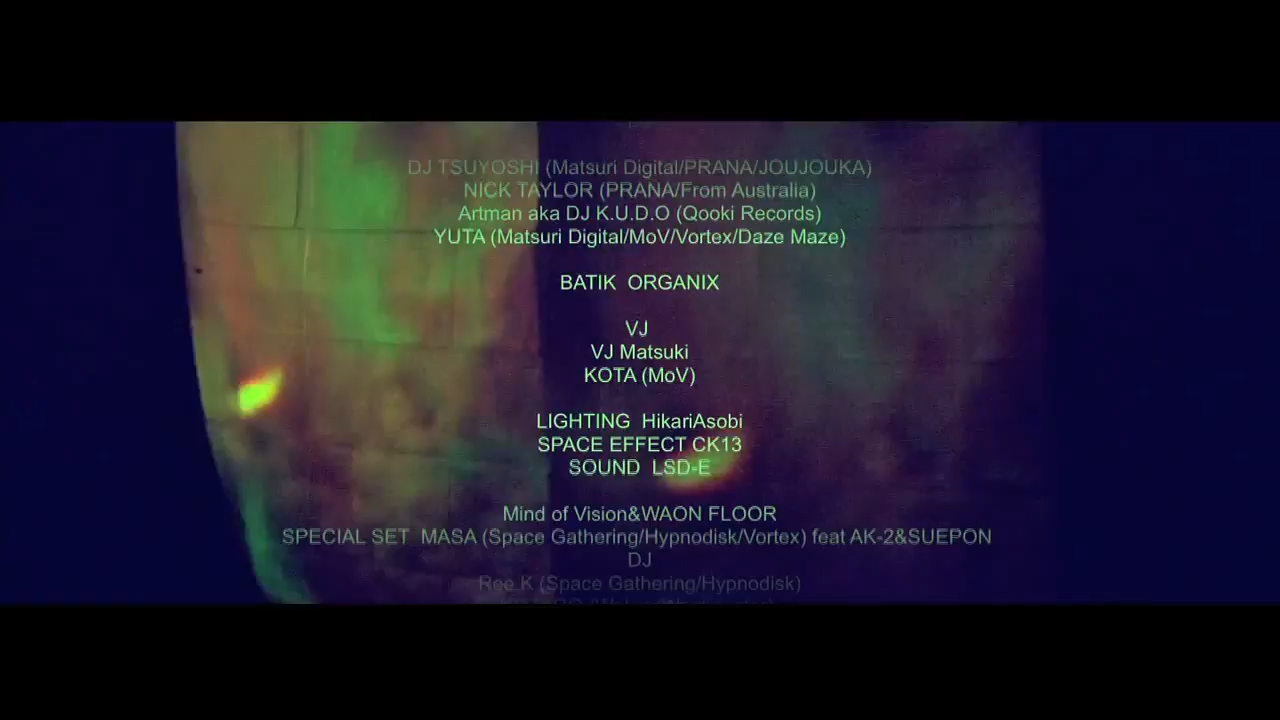 DJ TSUYOSHI (Matsuri Digital/PRANA/JOUJOUKA)
NICK TAYLOR (PRANA/From Australia)
Artman aka DJ K.U.D.O (Qooki Records)
YUTA (Matsuri Digital/MoV/Vortex/Daze Maze)
BATIK ORGANIX
VJ
VJ Matsuki
KOTA (MoV)
LIGHTING HikariAsobi
SPACE EFFECT CK13
SOUND LSD-E
Mind of Vision&WAON FLOOR
SPECIAL SET MASA (Space Gathering/Hypnodisk/Vortex) feat AK-2&SUEPON
DJ
Ree.K (Space Gathering/Hypnodisk)